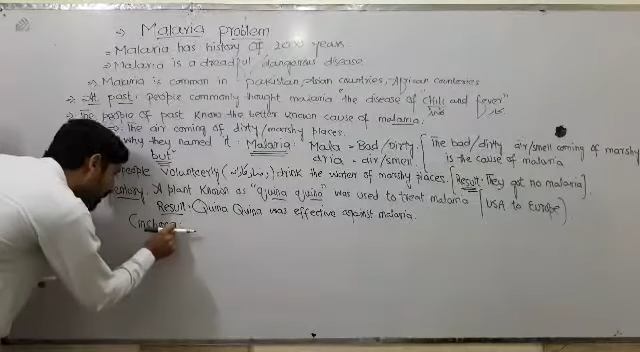 → Malaria problem
= Malaria has history of 2000 years
→ Malaria is a dreadful dangerous disease
→ Malaria is common in pakistan, Asian countries, African countries
→ At past: people commonly thought malaria "the disease of "chill and fever"
→ The people of past know the better known cause of malaria.
→ The air coming of dirty/marshy places.
why they named it: Malaria Mala = Bad/Dirty. The bad/dirty air/smell coming of marshy
but aria = air/smell is the cause of malaria
People volunteerly ( ) drink the water of marshy places. [Result: They got no malaria]
A plant known as "quina quina" was used to treat malaria (USA to Europe)
Result: Quina Quina was effective against malaria.